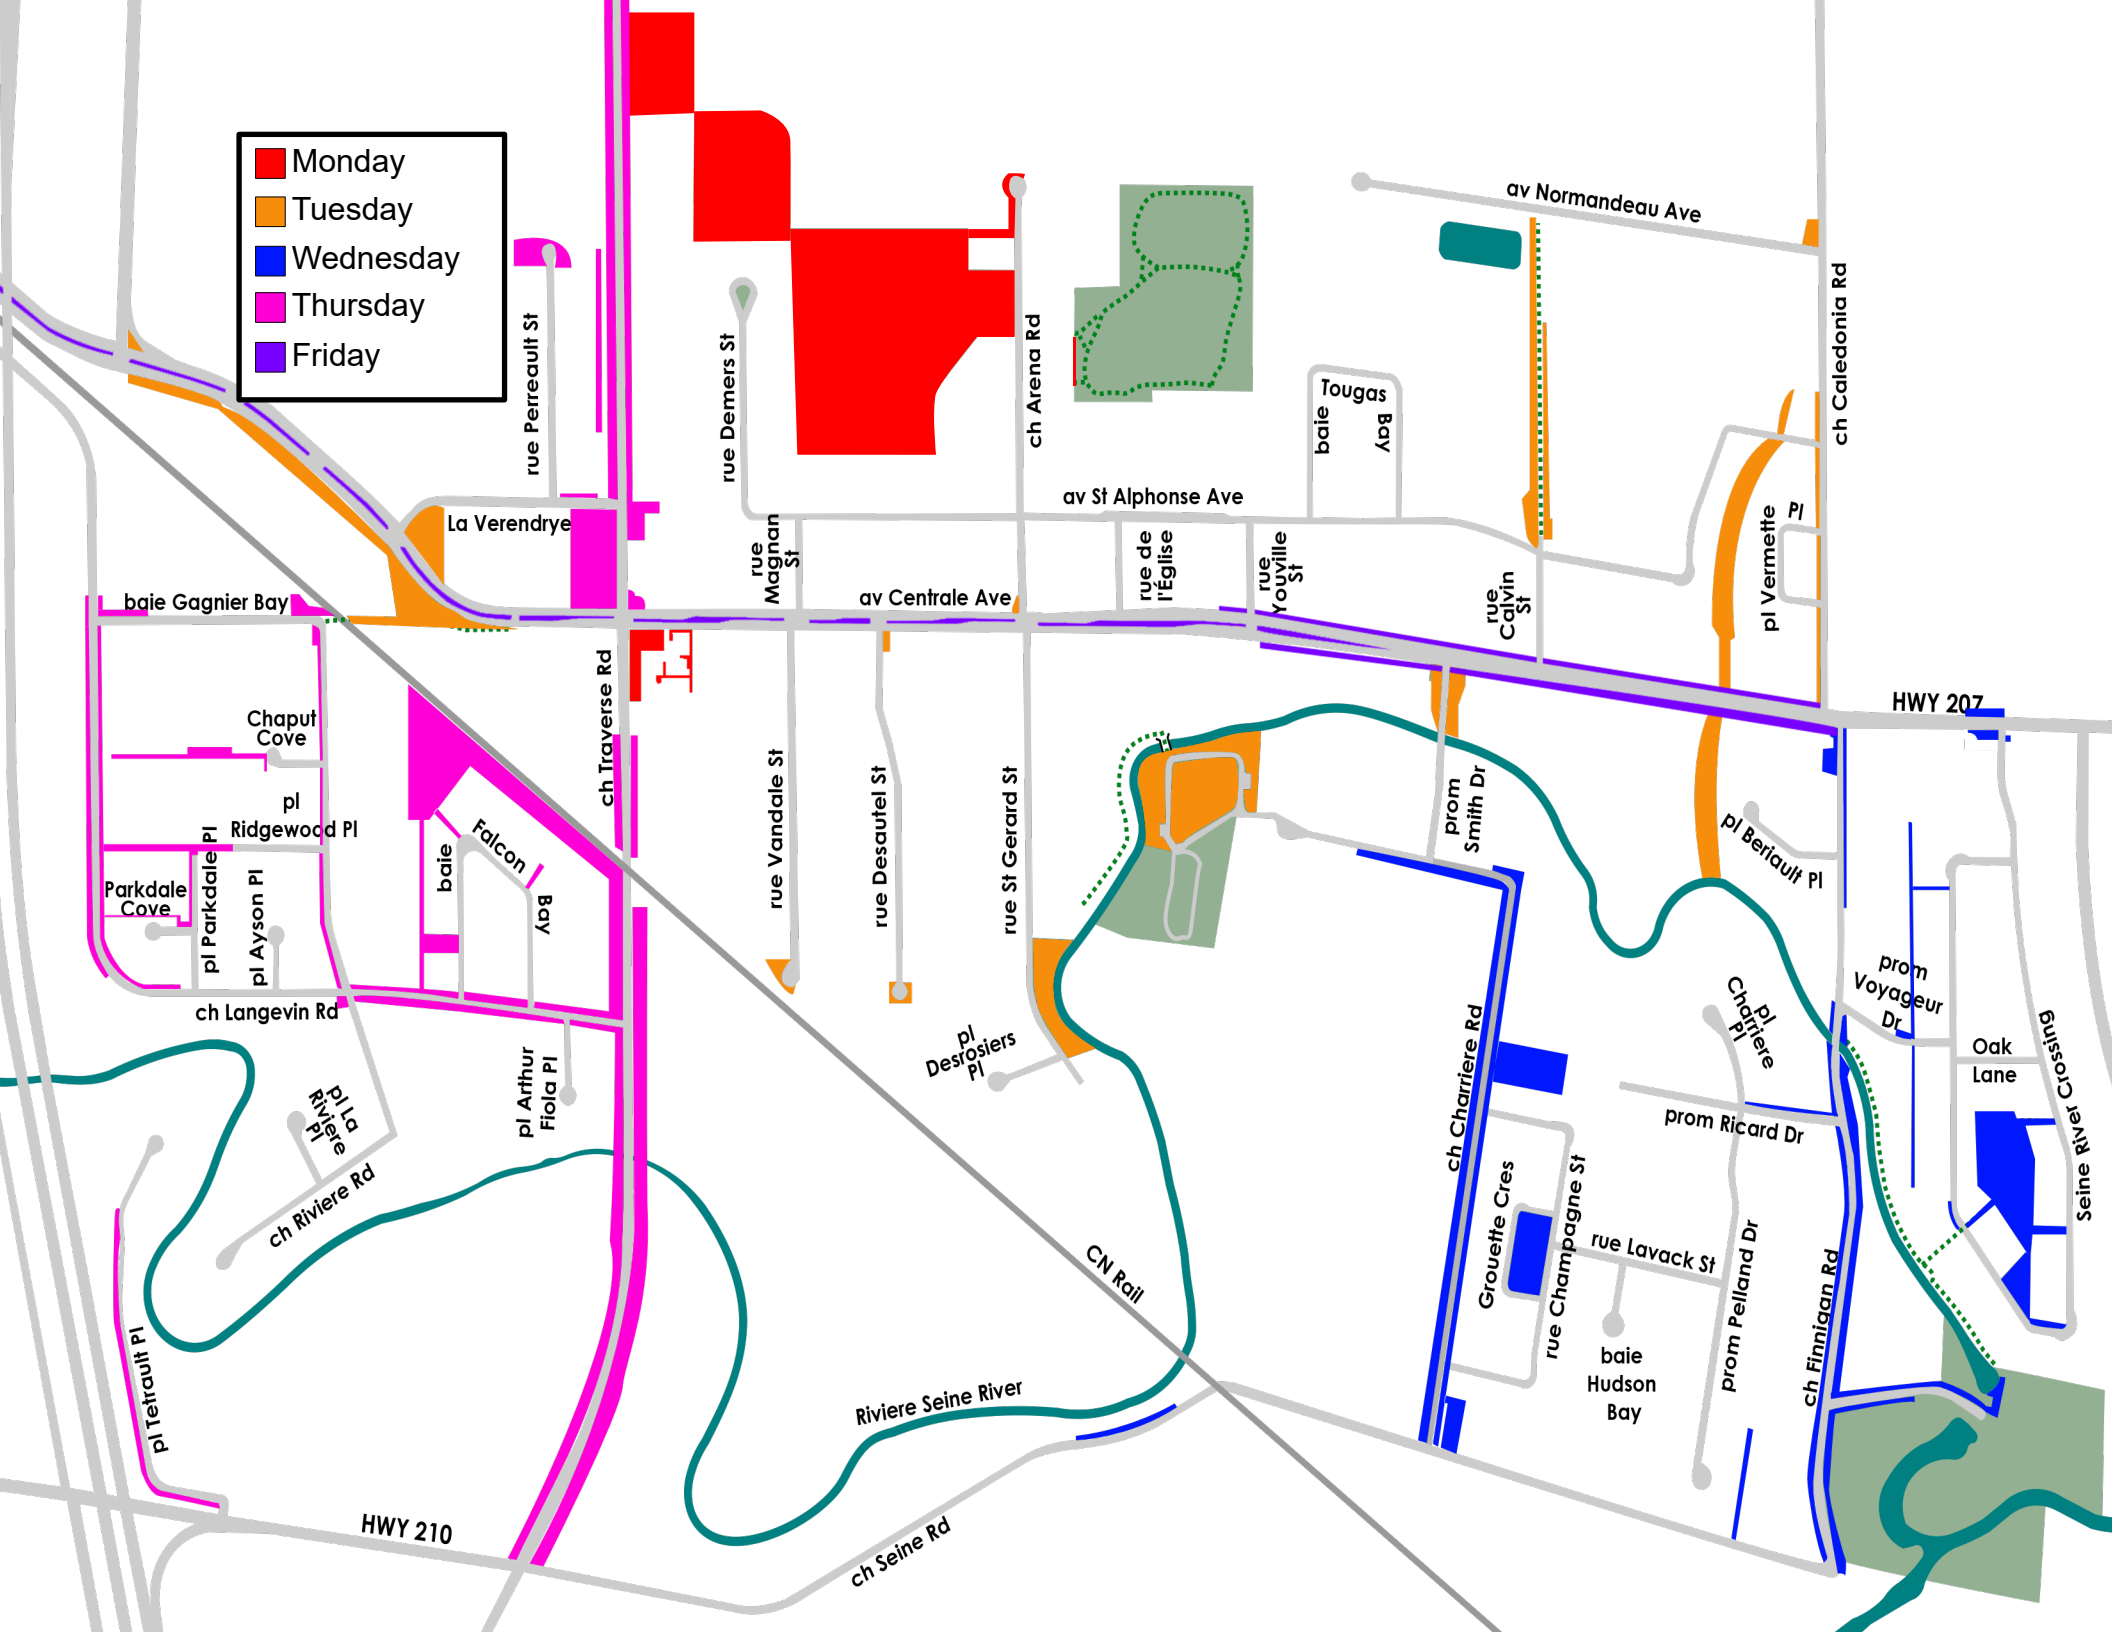 Monday
Tuesday
Wednesday
Thursday
Friday
av Normandeau Ave
ch Caledonia Rd
rue Perreault St
rue Demers St
ch Arena Rd
baie
Tougas
Bay
av St Alphonse Ave
La Verendrye
rue
Magnan
St
rue de
l'Église
rue
Youville
St
rue
Calvin
St
pl Vermette
Pl
baie Gagnier Bay
av Centrale Ave
HWY 207
ch Traverse Rd
Chaput
Cove
pl
Ridgewood Pl
Parkdale
Cove
pl Parkdale Pl
pl Ayson Pl
baie
Falcon
Bay
rue Vandale St
rue Desautel St
rue St Gerard St
prom
Smith Dr
pl Beriault Pl
prom
Voyageur
Dr
ch Langevin Rd
pl
Desrosiers
Pl
pl
Charriere
Pl
Oak
Lane
Seine River Crossing
pl Arthur
Fiola Pl
pl La
Riviere
Pl
ch Riviere Rd
ch Charriere Rd
prom Ricard Dr
Grouette Cres
rue Champagne St
rue Lavack St
prom Pelland Dr
ch Finnigan Rd
CN Rail
pl Tetrault Pl
baie
Hudson
Bay
Riviere Seine River
HWY 210
ch Seine Rd